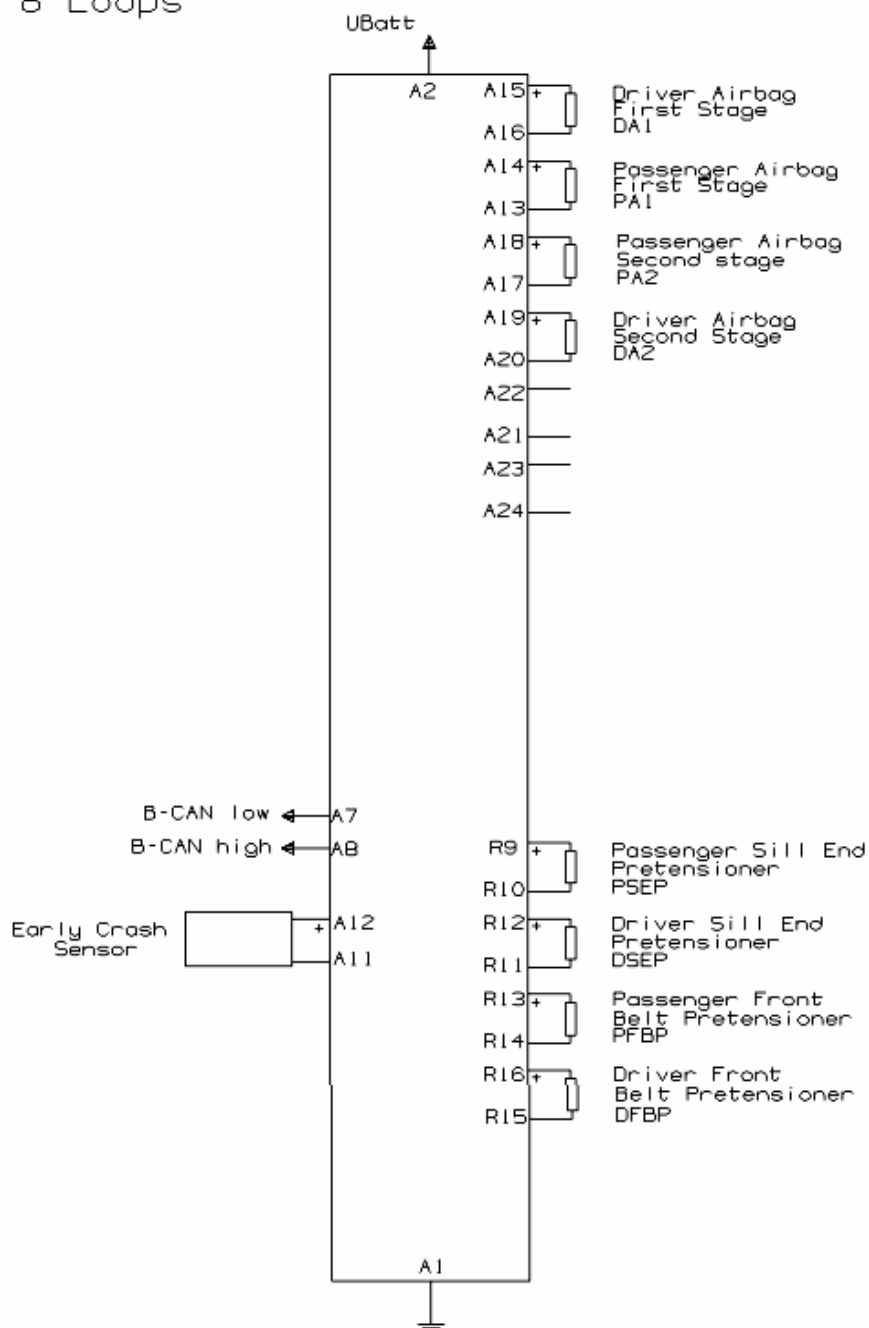 8 Loops
UBatt
A2
A15 +
A16
Driver Airbag
First Stage
DA1
A14 +
A13
Passenger Airbag
First Stage
PA1
A18 +
A17
Passenger Airbag
Second stage
PA2
A19 +
A20
Driver Airbag
Second Stage
DA2
A22
A21
A23
A24
B-CAN low
A7
B-CAN high
A8
Early Crash
Sensor
+ A12
A11
R9 +
R10
Passenger Sill End
Pretensioner
PSEP
R12 +
R11
Driver Sill End
Pretensioner
DSEP
R13 +
R14
Passenger Front
Belt Pretensioner
PFBP
R16 +
R15
Driver Front
Belt Pretensioner
DFBP
A1